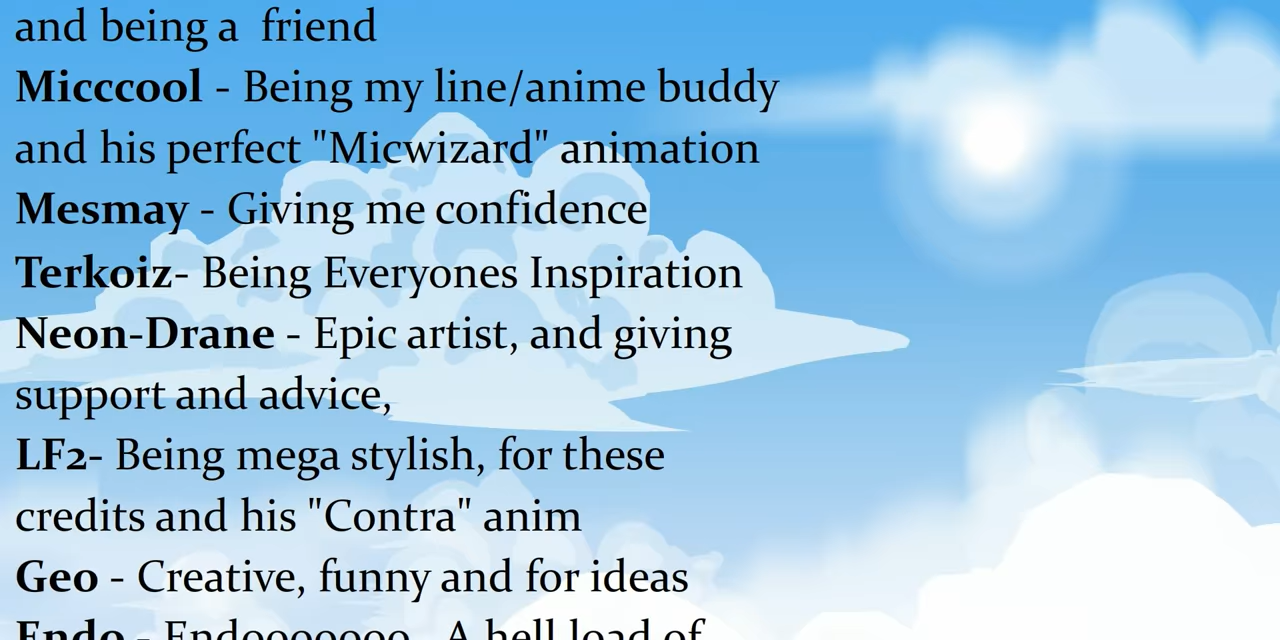 and being a  friend
Micccool - Being my line/anime buddy
and his perfect "Micwizard" animation
Mesmay - Giving me confidence
Terkoiz- Being Everyones Inspiration
Neon-Drane - Epic artist, and giving
support and advice,
LF2- Being mega stylish, for these
credits and his "Contra" anim
Geo - Creative, funny and for ideas
Endo - Endooooooo.. A hell load of